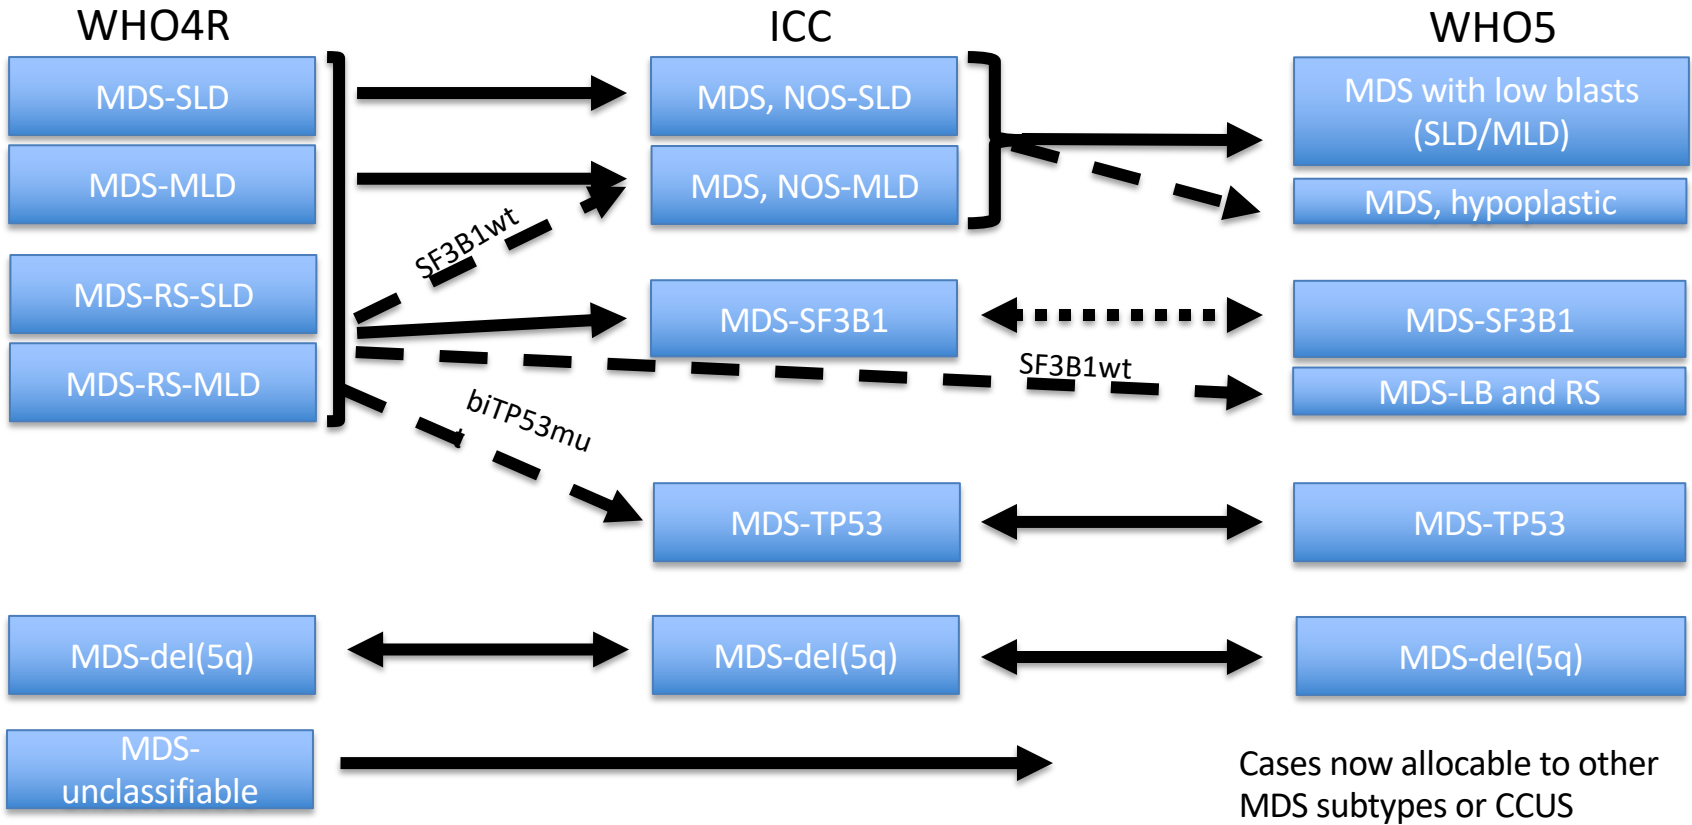 WHO4R
ICC
WHO5
MDS-SLD
MDS, NOS-SLD
MDS with low blasts
(SLD/MLD)
MDS-MLD
MDS, NOS-MLD
MDS, hypoplastic
SF3B1wt
MDS-RS-SLD
MDS-SF3B1
MDS-SF3B1
MDS-RS-MLD
SF3B1wt
MDS-LB and RS
biTP53mu
t
MDS-TP53
MDS-TP53
MDS-del(5q)
MDS-del(5q)
MDS-del(5q)
MDS-
unclassifiable
Cases now allocable to other
MDS subtypes or CCUS